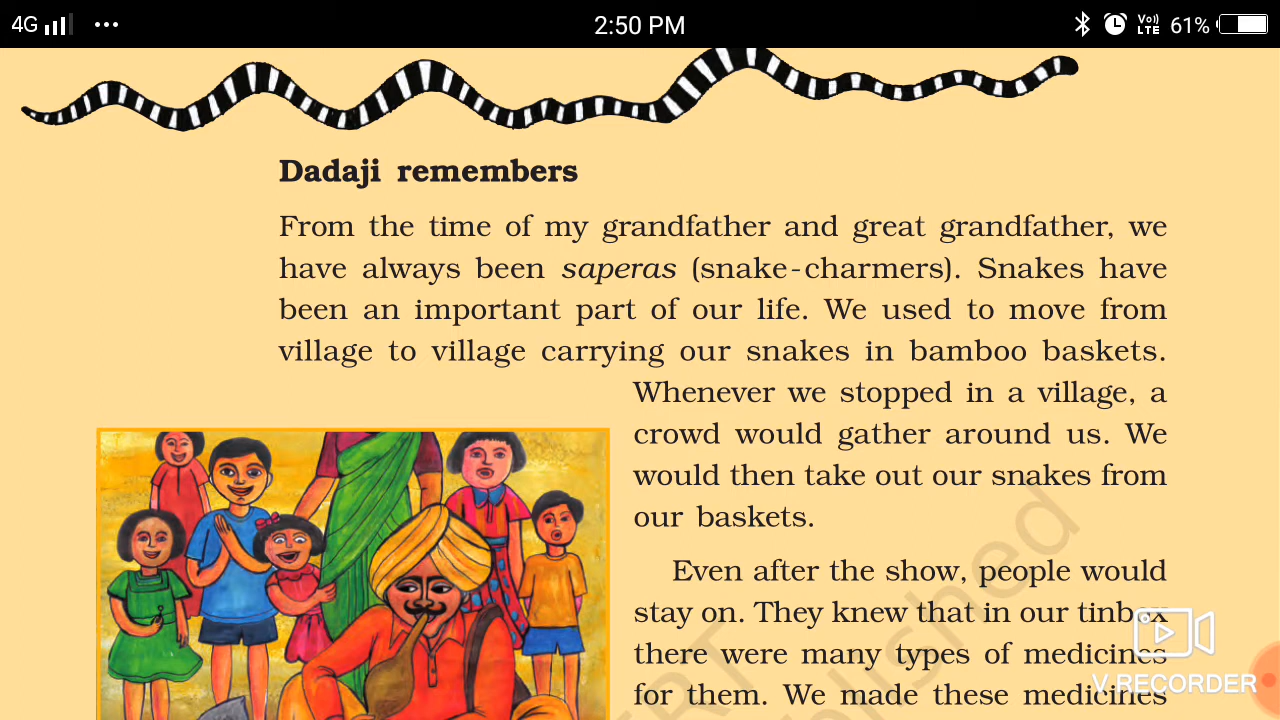 4G 2:50 PM Vo)) LTE 61%
Dadaji remembers
From the time of my grandfather and great grandfather, we
have always been saperas (snake-charmers). Snakes have
been an important part of our life. We used to move from
village to village carrying our snakes in bamboo baskets.
Whenever we stopped in a village, a
crowd would gather around us. We
would then take out our snakes from
our baskets.
Even after the show, people would
stay on. They knew that in our tinbox
there were many types of medicines
for them. We made these medicines
V.RECORDER